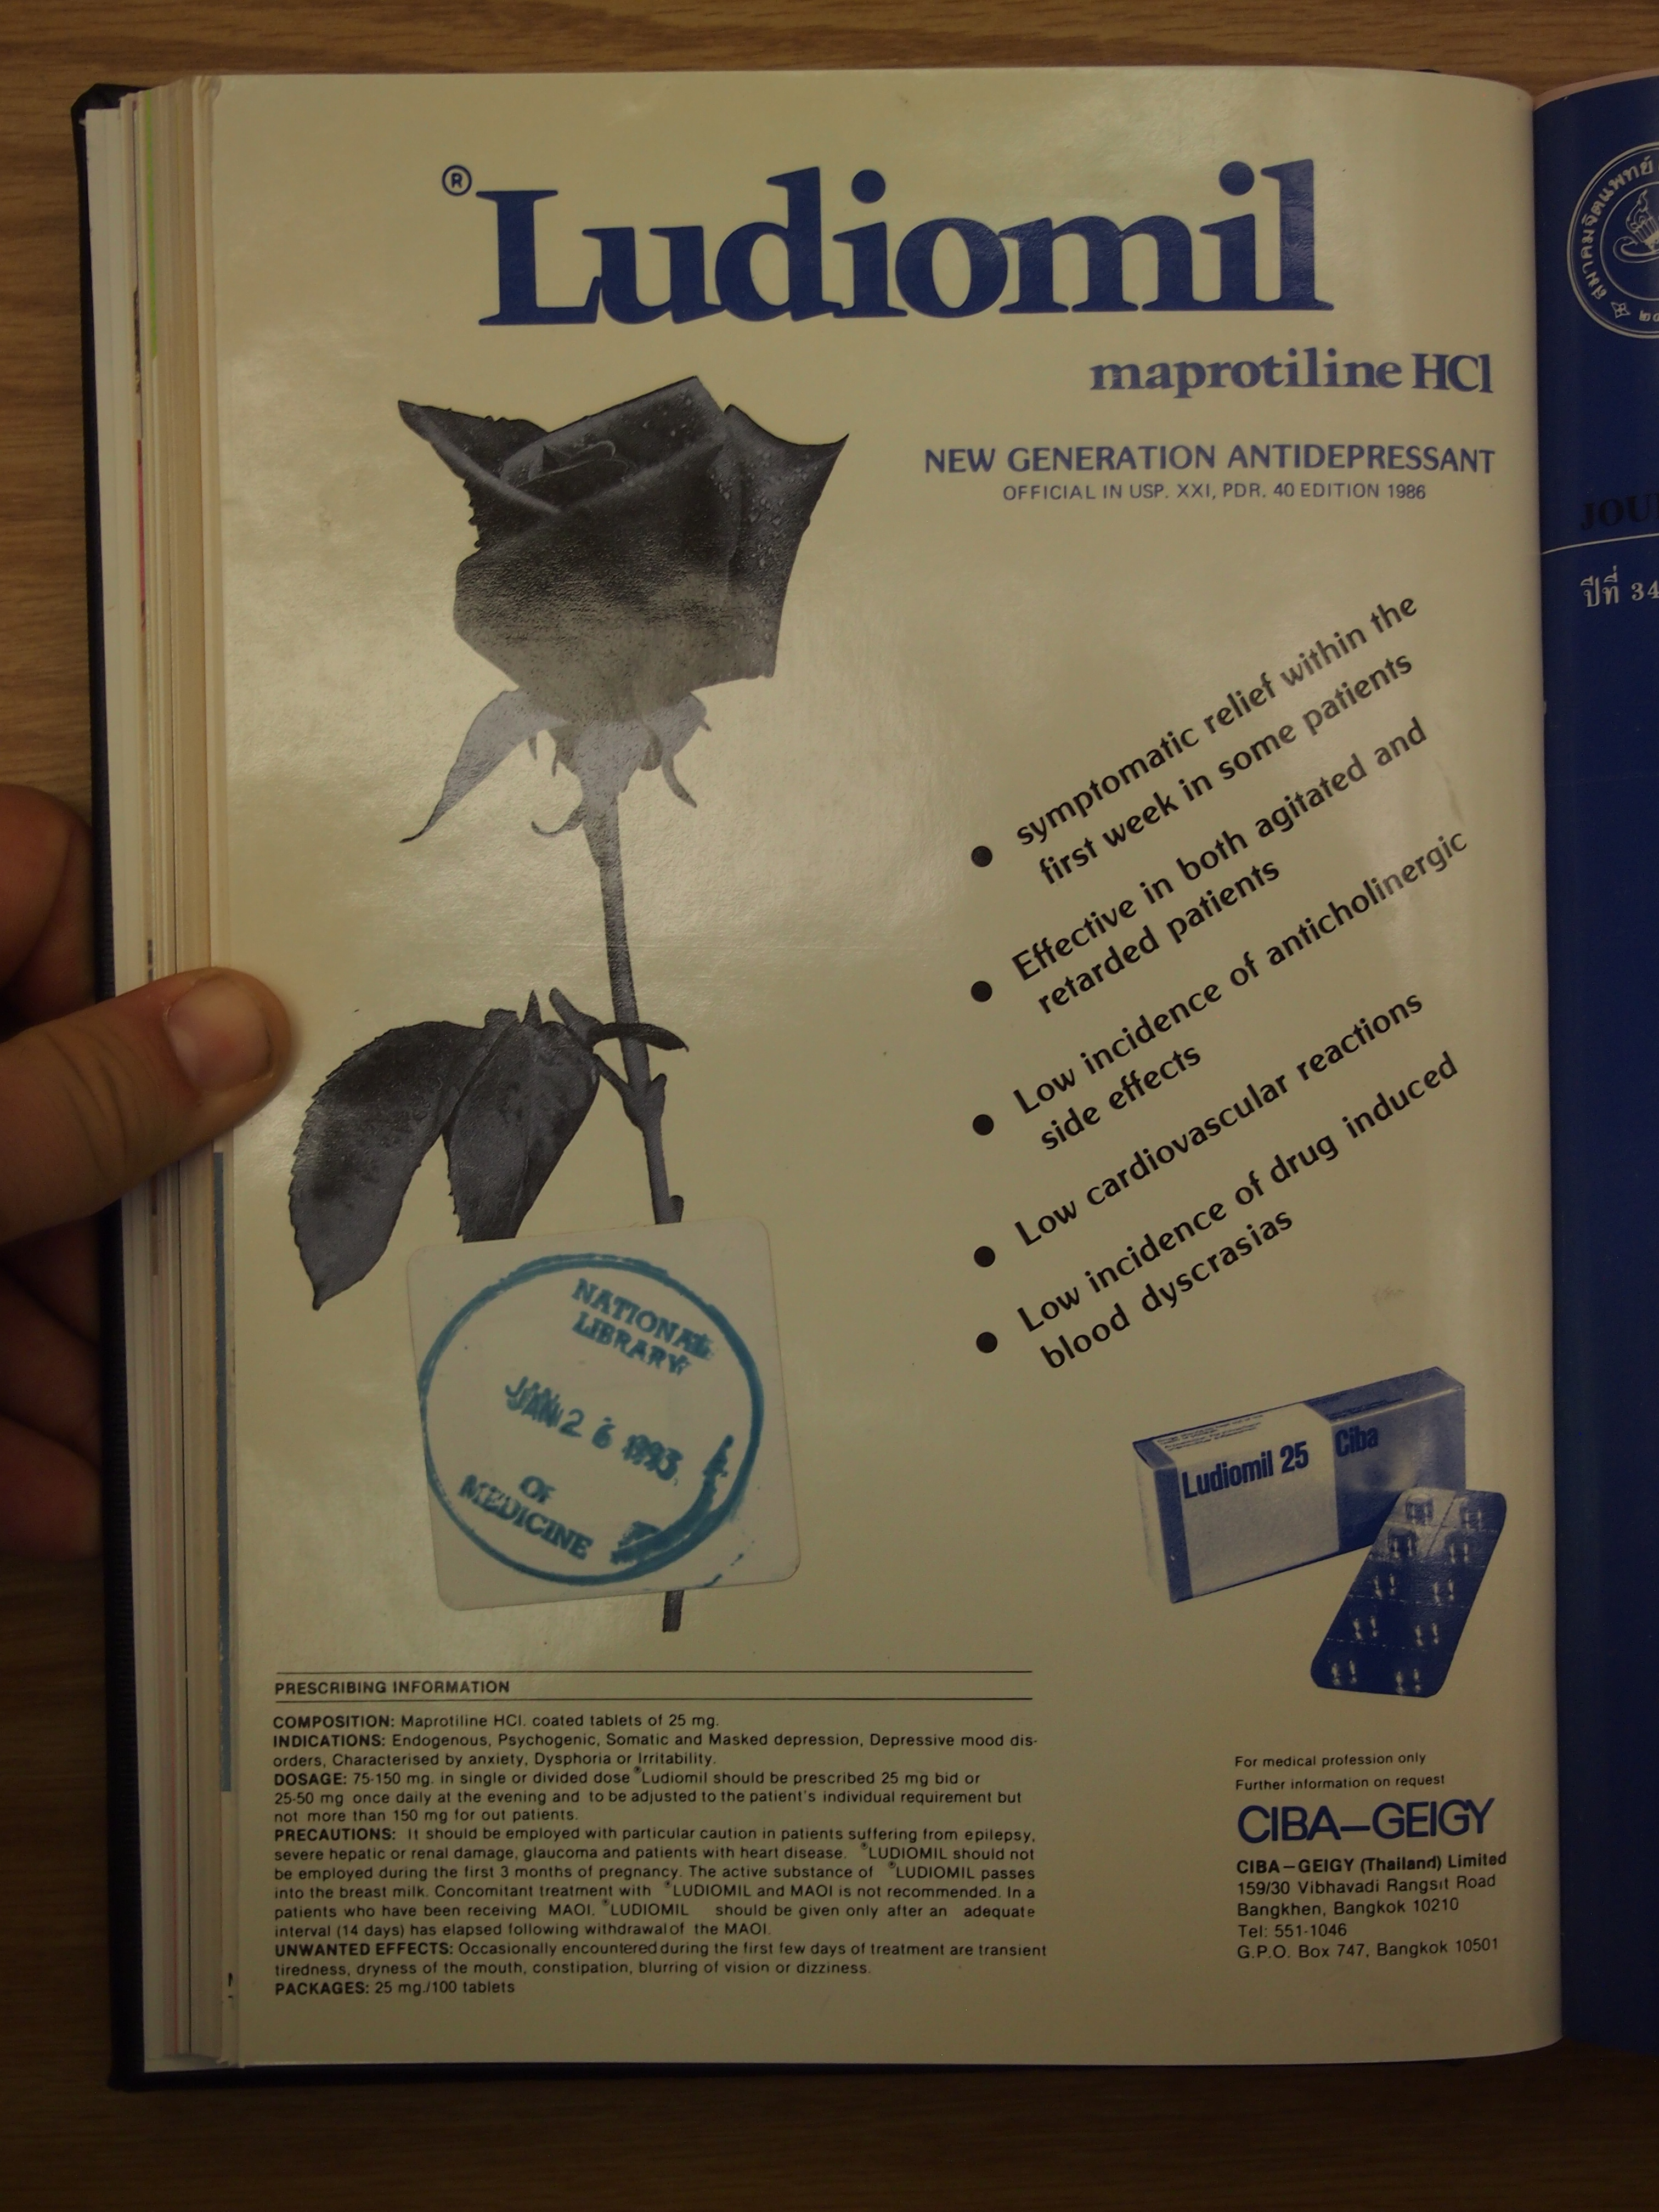 ® Ludiomil
maprotiline HCl
NEW GENERATION ANTIDEPRESSANT
OFFICIAL IN USP. XXI, PDR. 40 EDITION 1986
● symptomatic relief within the
first week in some patients
● Effective in both agitated and
retarded patients
● Low incidence of anticholinergic
side effects
● Low cardiovascular reactions
● Low incidence of drug induced
blood dyscrasias
NATIONAL
LIBRARY
JAN 26 1993
OF
MEDICINE
Ludiomil 25 Ciba
PRESCRIBING INFORMATION
COMPOSITION: Maprotiline HCl. coated tablets of 25 mg.
INDICATIONS: Endogenous, Psychogenic, Somatic and Masked depression, Depressive mood dis-
orders, Characterised by anxiety, Dysphoria or Irritability.
DOSAGE: 75-150 mg. in single or divided dose ®Ludiomil should be prescribed 25 mg bid or
25-50 mg once daily at the evening and to be adjusted to the patient's individual requirement but
not more than 150 mg for out patients.
PRECAUTIONS: It should be employed with particular caution in patients suffering from epilepsy,
severe hepatic or renal damage, glaucoma and patients with heart disease. ®LUDIOMIL should not
be employed during the first 3 months of pregnancy. The active substance of ®LUDIOMIL passes
into the breast milk. Concomitant treatment with ®LUDIOMIL and MAOI is not recommended. In a
patients who have been receiving MAOI. ®LUDIOMIL should be given only after an adequate
interval (14 days) has elapsed following withdrawal of the MAOI.
UNWANTED EFFECTS: Occasionally encountered during the first few days of treatment are transient
tiredness, dryness of the mouth, constipation, blurring of vision or dizziness.
PACKAGES: 25 mg./100 tablets
For medical profession only
Further information on request
CIBA–GEIGY
CIBA–GEIGY (Thailand) Limited
159/30 Vibhavadi Rangsit Road
Bangkhen, Bangkok 10210
Tel: 551-1046
G.P.O. Box 747, Bangkok 10501
สมาคมจิตแพทย์
JOU
ปีที่ 34